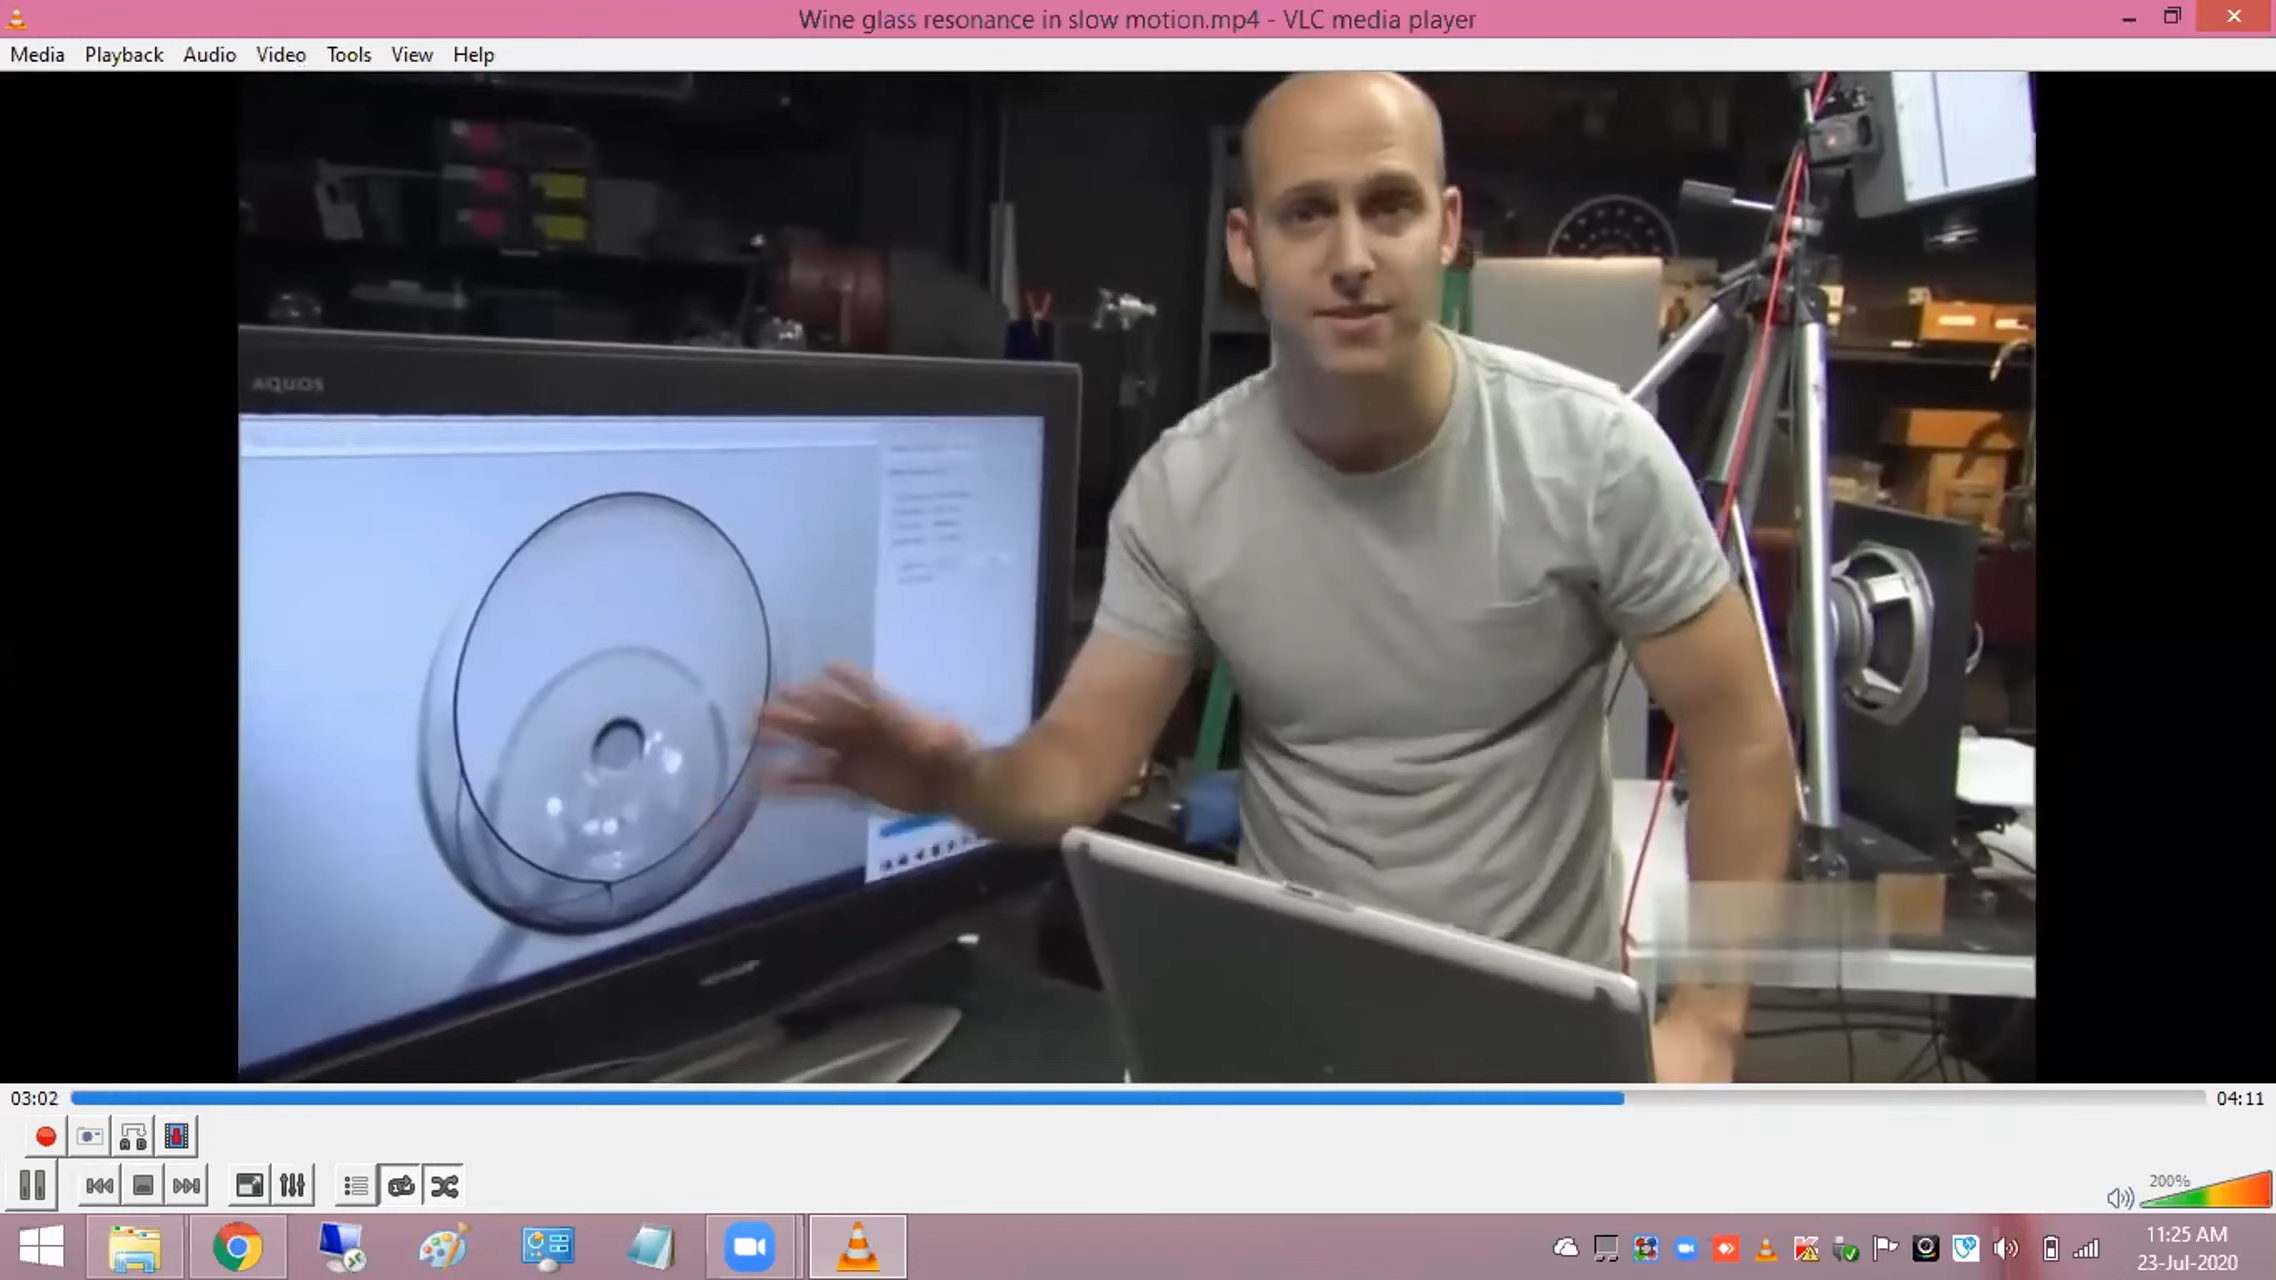 Wine glass resonance in slow motion.mp4 - VLC media player
Media Playback Audio Video Tools View Help
AQUOS
03:02
04:11
A B
200%
11:25 AM
23-Jul-2020